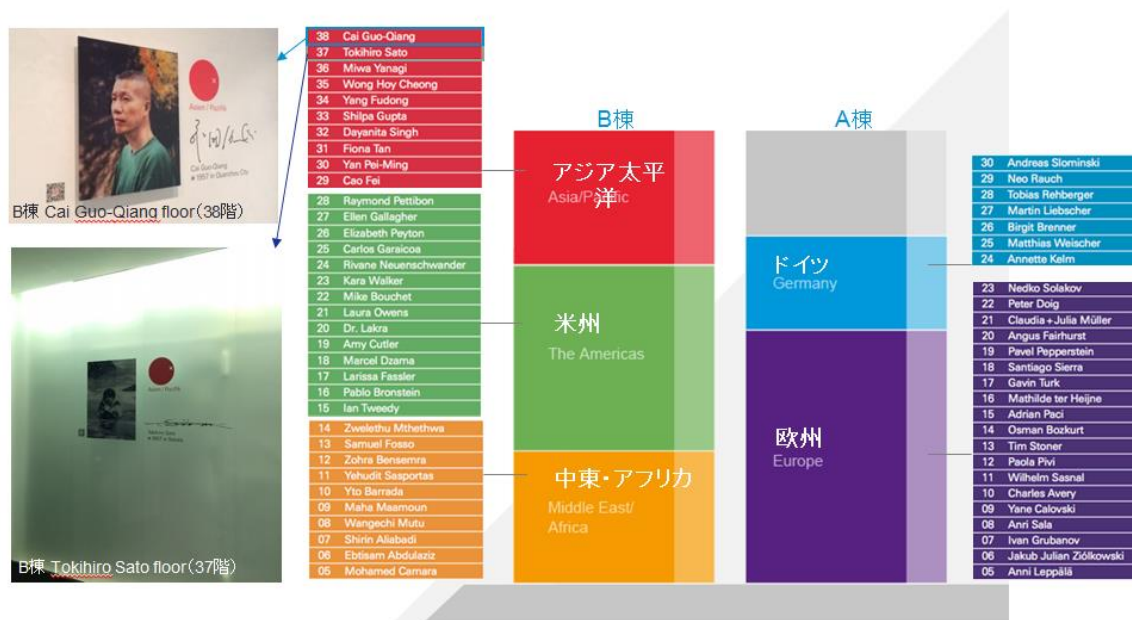 Asian / Pacific
Cai Guo-Qiang
B棟 Cai Guo-Qiang floor(38階)
B棟 Tokihiro Sato floor(37階)
38 Cai Guo-Qiang
37 Tokihiro Sato
36 Miwa Yanagi
35 Wong Hoy Cheong
34 Yang Fudong
33 Shilpa Gupta
32 Dayanita Singh
31 Fiona Tan
30 Yan Pei-Ming
29 Cao Fei
28 Raymond Pettibon
27 Ellen Gallagher
26 Elizabeth Peyton
25 Carlos Garaicoa
24 Rivane Neuenschwander
23 Kara Walker
22 Mike Bouchet
21 Laura Owens
20 Dr. Lakra
19 Amy Cutler
18 Marcel Dzama
17 Larissa Fassler
16 Pablo Bronstein
15 Ian Tweedy
14 Zwelethu Mthethwa
13 Samuel Fosso
12 Zohra Bensemra
11 Yehudit Sasportas
10 Yto Barrada
09 Maha Maamoun
08 Wangechi Mutu
07 Shirin Aliabadi
06 Ebtisam Abdulaziz
05 Mohamed Camara
B棟
アジア太平
洋
Asia/Pacific
米州
The Americas
中東・アフリカ
Middle East/
Africa
A棟
ドイツ
Germany
欧州
Europe
30 Andreas Slominski
29 Neo Rauch
28 Tobias Rehberger
27 Martin Liebscher
26 Birgit Brenner
25 Matthias Weischer
24 Annette Kelm
23 Nedko Solakov
22 Peter Doig
21 Claudia+Julia Müller
20 Angus Fairhurst
19 Pavel Pepperstein
18 Santiago Sierra
17 Gavin Turk
16 Mathilde ter Heijne
15 Adrian Paci
14 Osman Bozkurt
13 Tim Stoner
12 Paola Pivi
11 Wilhelm Sasnal
10 Charles Avery
09 Yane Calovski
08 Anri Sala
07 Ivan Grubanov
06 Jakub Julian Ziólkowski
05 Anni Leppälä